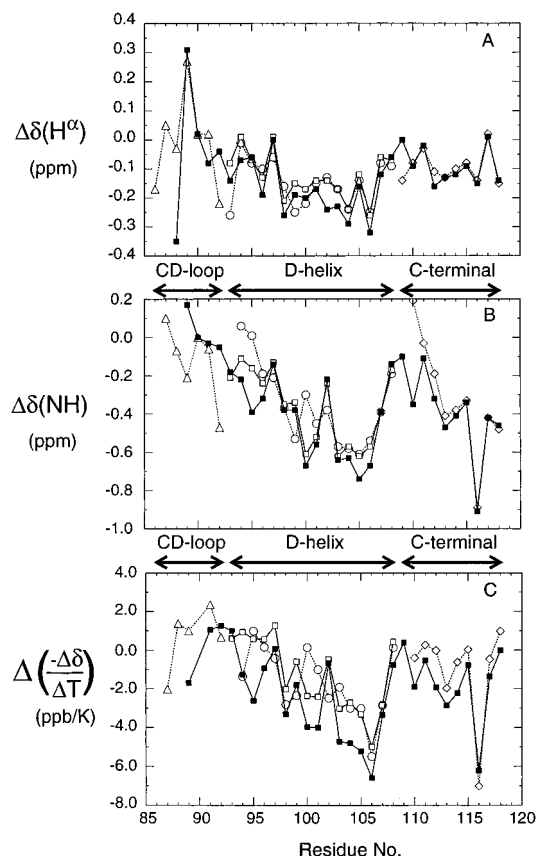 A
Δδ(Hα)
(ppm)
0.4
0.3
0.2
0.1
0.0
-0.1
-0.2
-0.3
-0.4
CD-loop D-helix C-terminal
B
Δδ(NH)
(ppm)
0.2
0.0
-0.2
-0.4
-0.6
-0.8
-1.0
CD-loop D-helix C-terminal
C
Δ(-Δδ/ΔT)
(ppb/K)
4.0
2.0
0.0
-2.0
-4.0
-6.0
-8.0
85 90 95 100 105 110 115 120
Residue No.